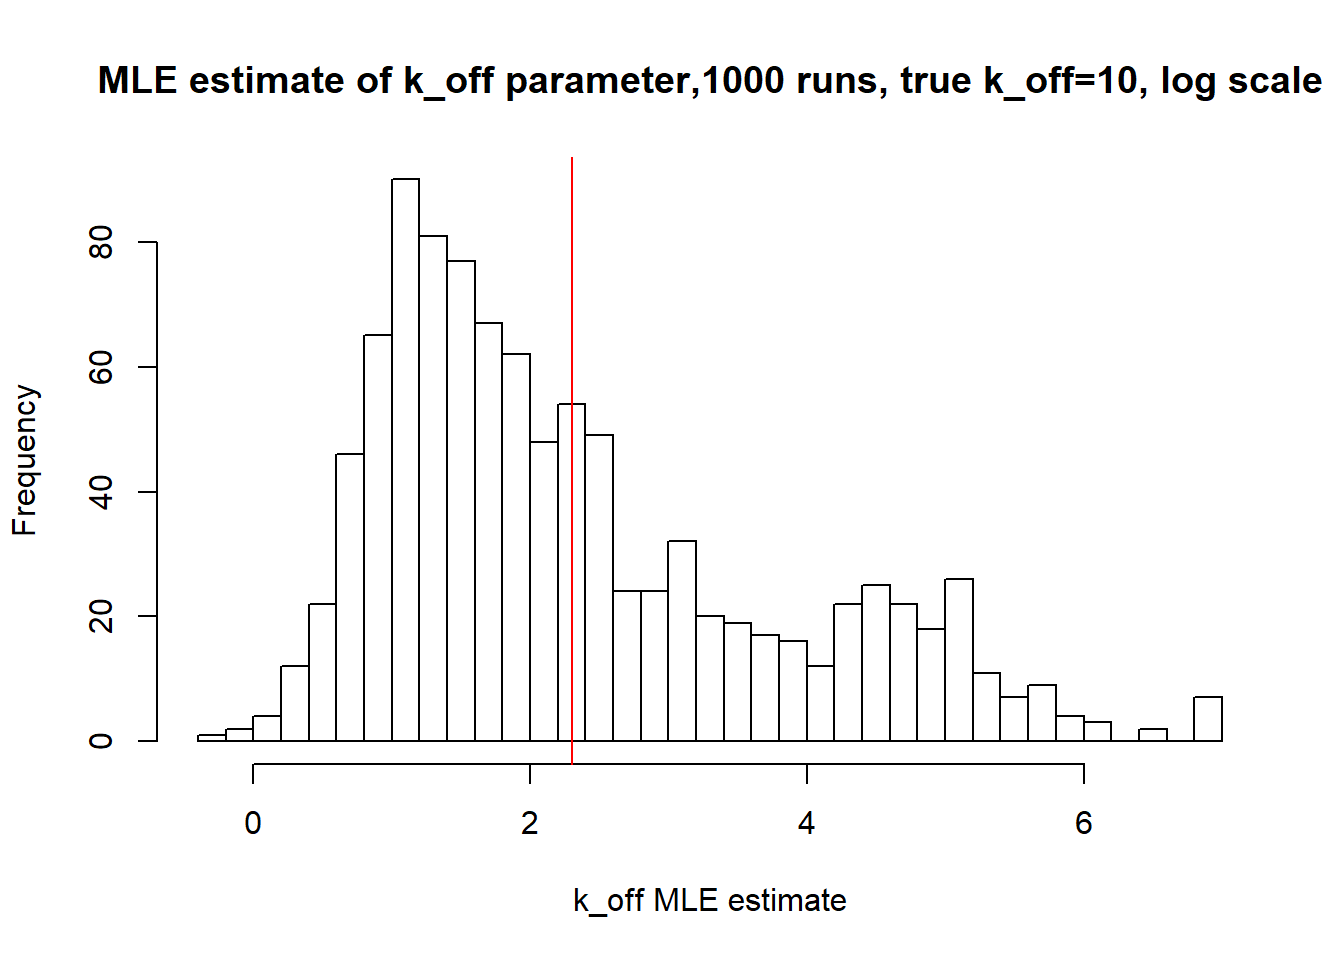 MLE estimate of k_off parameter,1000 runs, true k_off=10, log scale
Frequency
80
60
40
20
0
0 2 4 6
k_off MLE estimate